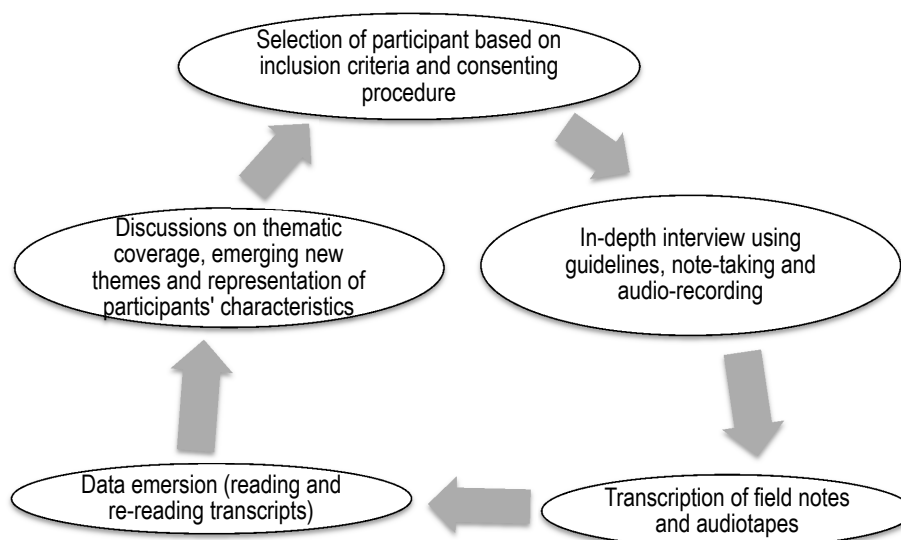 Selection of participant based on
inclusion criteria and consenting
procedure
In-depth interview using
guidelines, note-taking and
audio-recording
Transcription of field notes
and audiotapes
Data emersion (reading and
re-reading transcripts)
Discussions on thematic
coverage, emerging new
themes and representation of
participants' characteristics